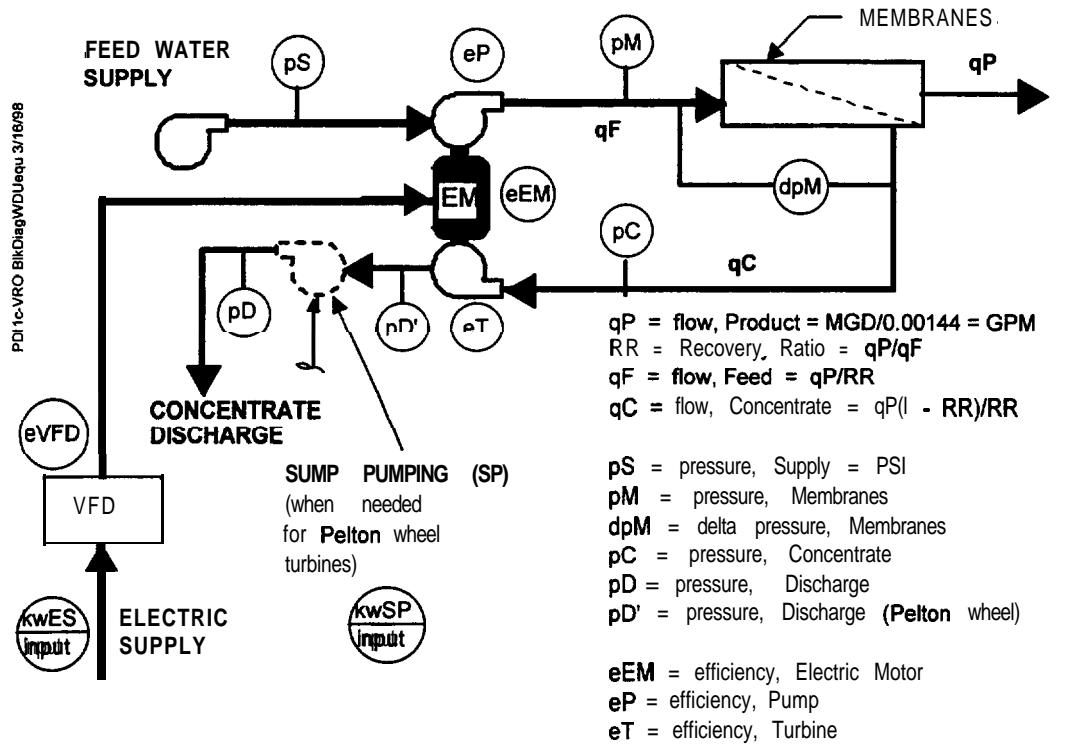 PDI1c-VRO BlkDiagWDUequ 3/16/98
FEED WATER
SUPPLY
pS
eP
pM
MEMBRANES
qP
qF
EM
eEM
dpM
pC
qC
pD
pD'
eT
CONCENTRATE
DISCHARGE
eVFD
VFD
SUMP PUMPING (SP)
(when needed
for Pelton wheel
turbines)
kwES
input
ELECTRIC
SUPPLY
kwSP
input
qP = flow, Product = MGD/0.00144 = GPM
RR = Recovery, Ratio = qP/qF
qF = flow, Feed = qP/RR
qC = flow, Concentrate = qP(I - RR)/RR
pS = pressure, Supply = PSI
pM = pressure, Membranes
dpM = delta pressure, Membranes
pC = pressure, Concentrate
pD = pressure, Discharge
pD' = pressure, Discharge (Pelton wheel)
eEM = efficiency, Electric Motor
eP = efficiency, Pump
eT = efficiency, Turbine